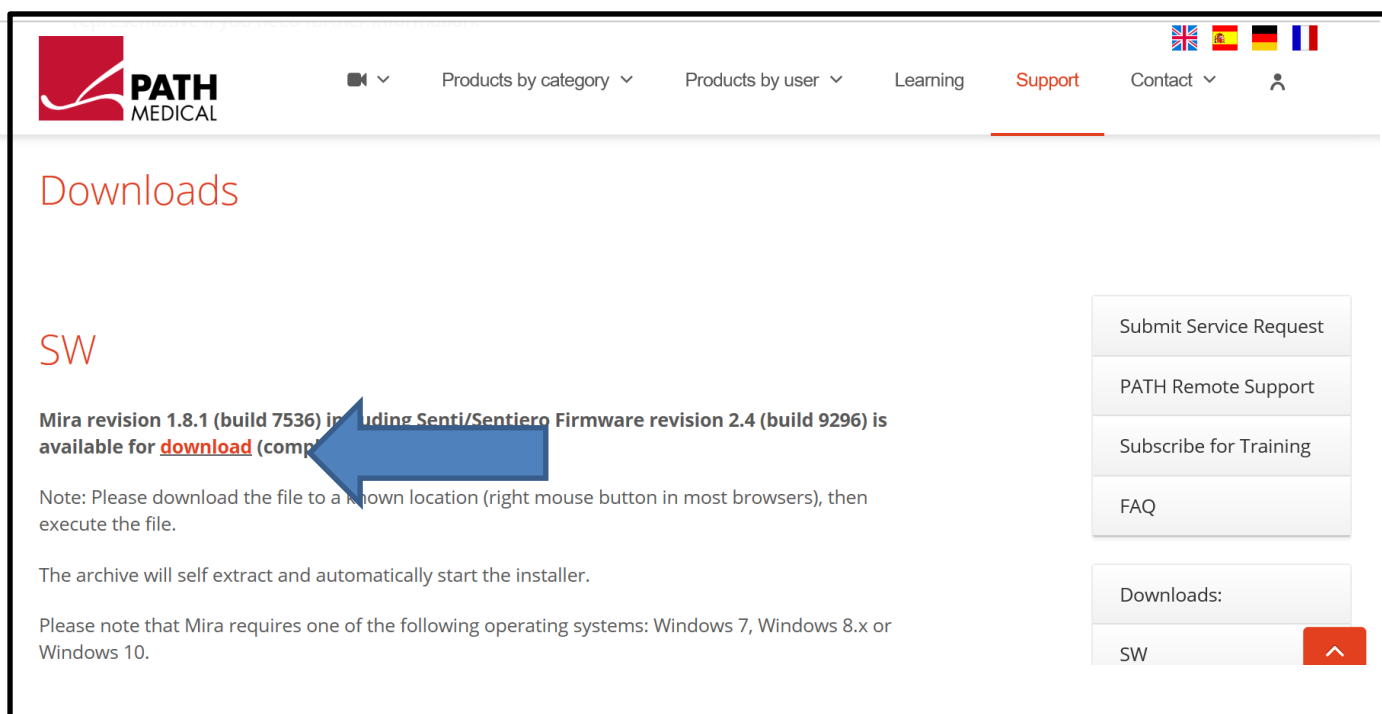 PATH
MEDICAL
Products by category
Products by user
Learning
Support
Contact
Downloads
SW
Mira revision 1.8.1 (build 7536) including Senti/Sentiero Firmware revision 2.4 (build 9296) is
available for download (comp
Note: Please download the file to a known location (right mouse button in most browsers), then
execute the file.
The archive will self extract and automatically start the installer.
Please note that Mira requires one of the following operating systems: Windows 7, Windows 8.x or
Windows 10.
Submit Service Request
PATH Remote Support
Subscribe for Training
FAQ
Downloads:
SW